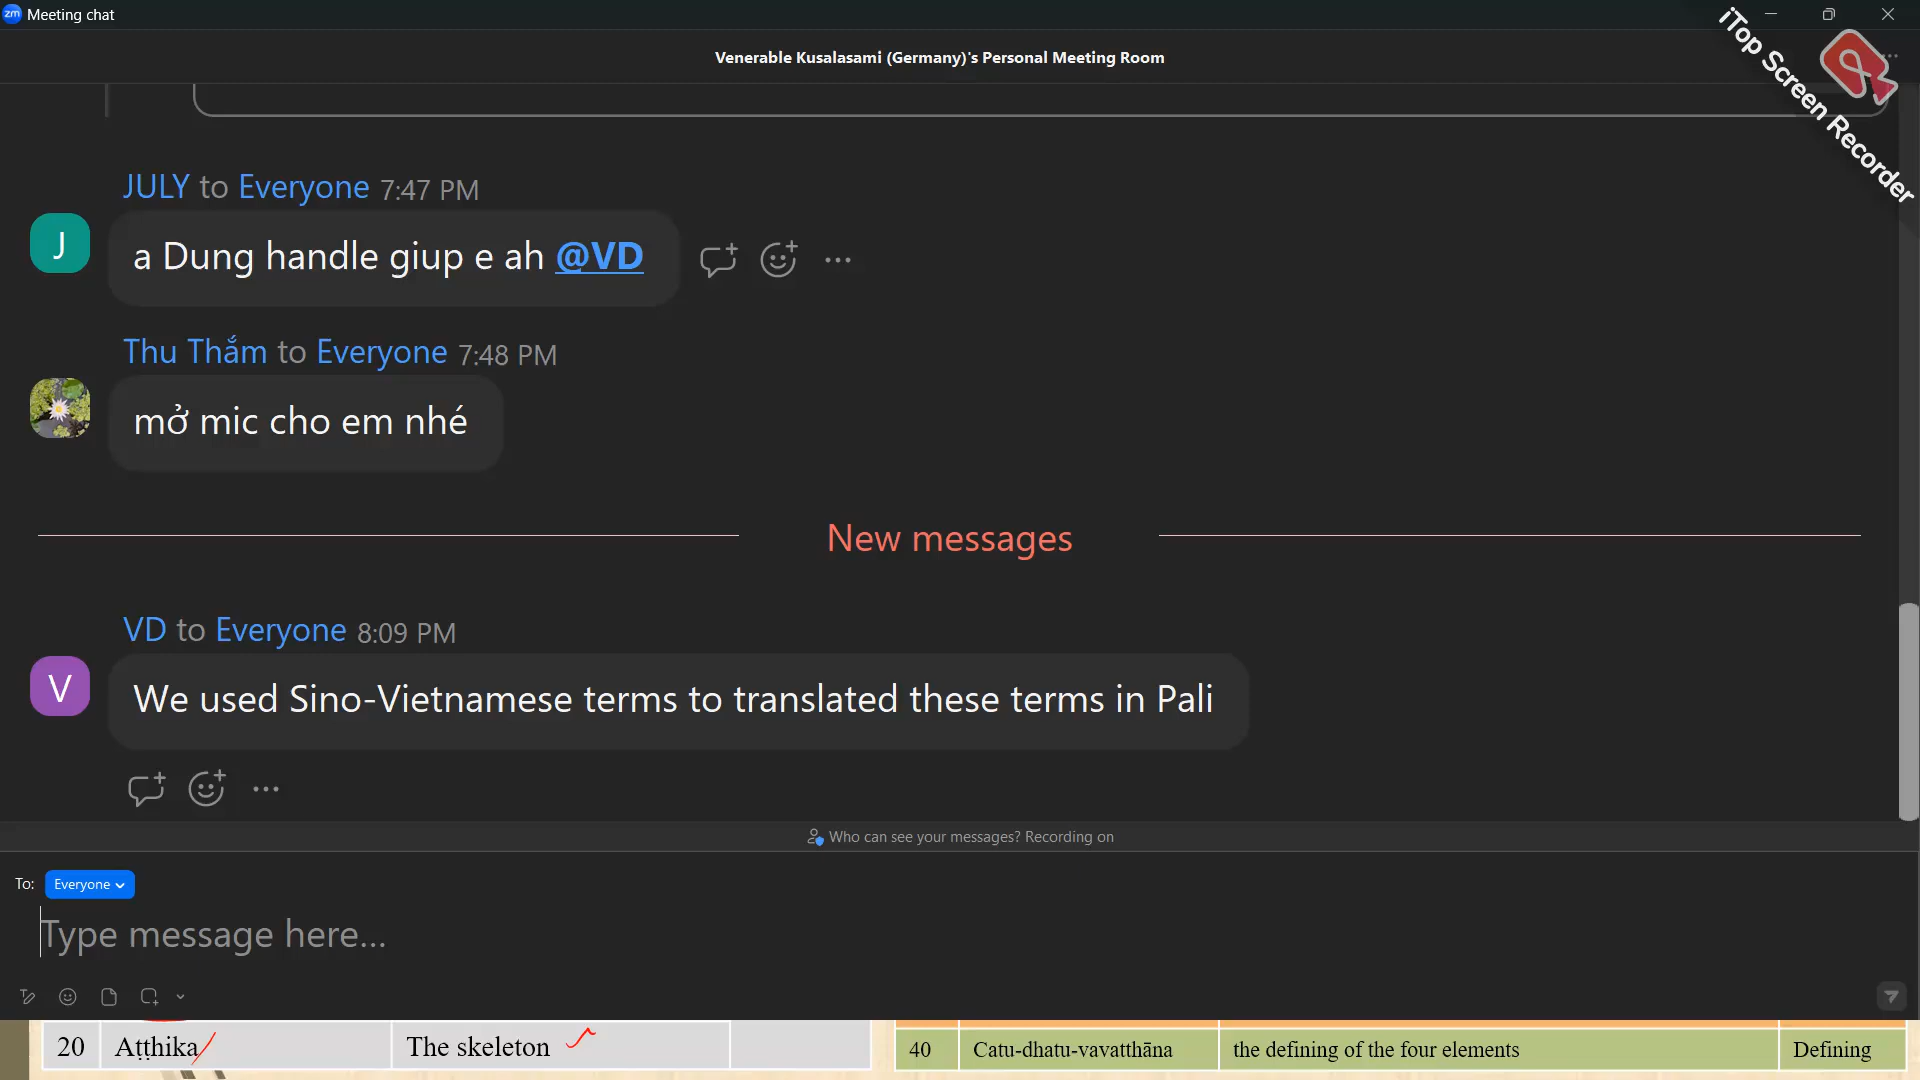 zm Meeting chat
iTop Screen Recorder
Venerable Kusalasami (Germany)'s Personal Meeting Room
JULY to Everyone 7:47 PM
J
a Dung handle giup e ah @VD
Thu Thắm to Everyone 7:48 PM
mở mic cho em nhé
New messages
VD to Everyone 8:09 PM
V
We used Sino-Vietnamese terms to translated these terms in Pali
Who can see your messages? Recording on
To: Everyone
Type message here...
20 Aṭṭhika The skeleton
40 Catu-dhatu-vavatthāna the defining of the four elements Defining